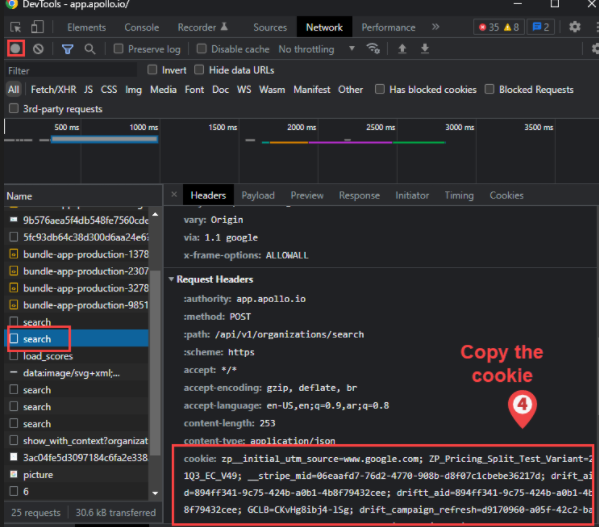 DevTools - app.apollo.io/
Elements Console Recorder Sources Network Performance » 35 8 2
Preserve log Disable cache No throttling
Filter Invert Hide data URLs
All Fetch/XHR JS CSS Img Media Font Doc WS Wasm Manifest Other Has blocked cookies Blocked Requests
3rd-party requests
500 ms 1000 ms 1500 ms 2000 ms 2500 ms 3000 ms 3500 ms
Name
9b576aea5f4db548fe7560cde
5fc93db64c38d300d6aa24e6?
bundle-app-production-1378
bundle-app-production-2307
bundle-app-production-3278
bundle-app-production-9851
search
search
load_scores
data:image/svg+xml;...
search
search
search
show_with_context?organizat
3ac04fe5d3097184c6fa2e338
picture
6
25 requests 30.6 kB transferred
× Headers Payload Preview Response Initiator Timing Cookies
vary: Origin
via: 1.1 google
x-frame-options: ALLOWALL
Request Headers
:authority: app.apollo.io
:method: POST
:path: /api/v1/organizations/search
:scheme: https
accept: */*
accept-encoding: gzip, deflate, br
accept-language: en-US,en;q=0.9,ar;q=0.8
content-length: 253
content-type: application/json
cookie: zp__initial_utm_source=www.google.com; ZP_Pricing_Split_Test_Variant=2
1Q3_EC_V49; __stripe_mid=06eaafd7-76d2-4770-908b-d8f07c1cbebe36217d; drift_ai
d=894ff341-9c75-424b-a0b1-4b8f79432cee; driftt_aid=894ff341-9c75-424b-a0b1-4b
8f79432cee; GCLB=CKvHg8ibj4-lSg; drift_campaign_refresh=d9170960-a05f-42c2-ba
Copy the
cookie
4